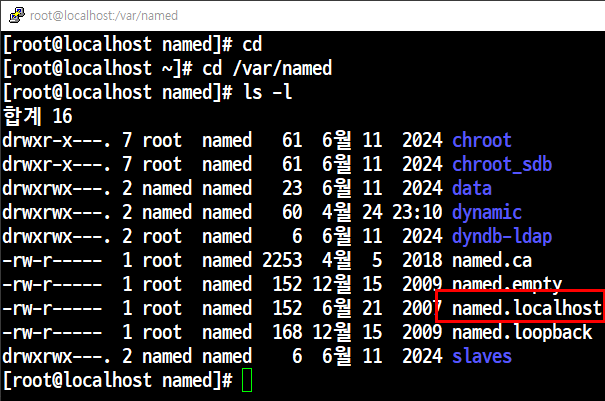 root@localhost:/var/named
[root@localhost named]# cd
[root@localhost ~]# cd /var/named
[root@localhost named]# ls -l
합계 16
drwxr-x---. 7 root  named   61  6월 11  2024 chroot
drwxr-x---. 7 root  named   61  6월 11  2024 chroot_sdb
drwxrwx---. 2 named named   23  6월 11  2024 data
drwxrwx---. 2 named named   60  4월 24 23:10 dynamic
drwxrwx---. 2 root  named    6  6월 11  2024 dyndb-ldap
-rw-r-----  1 root  named 2253  4월  5  2018 named.ca
-rw-r-----  1 root  named  152 12월 15  2009 named.empty
-rw-r-----  1 root  named  152  6월 21  2007 named.localhost
-rw-r-----  1 root  named  168 12월 15  2009 named.loopback
drwxrwx---. 2 named named    6  6월 11  2024 slaves
[root@localhost named]#